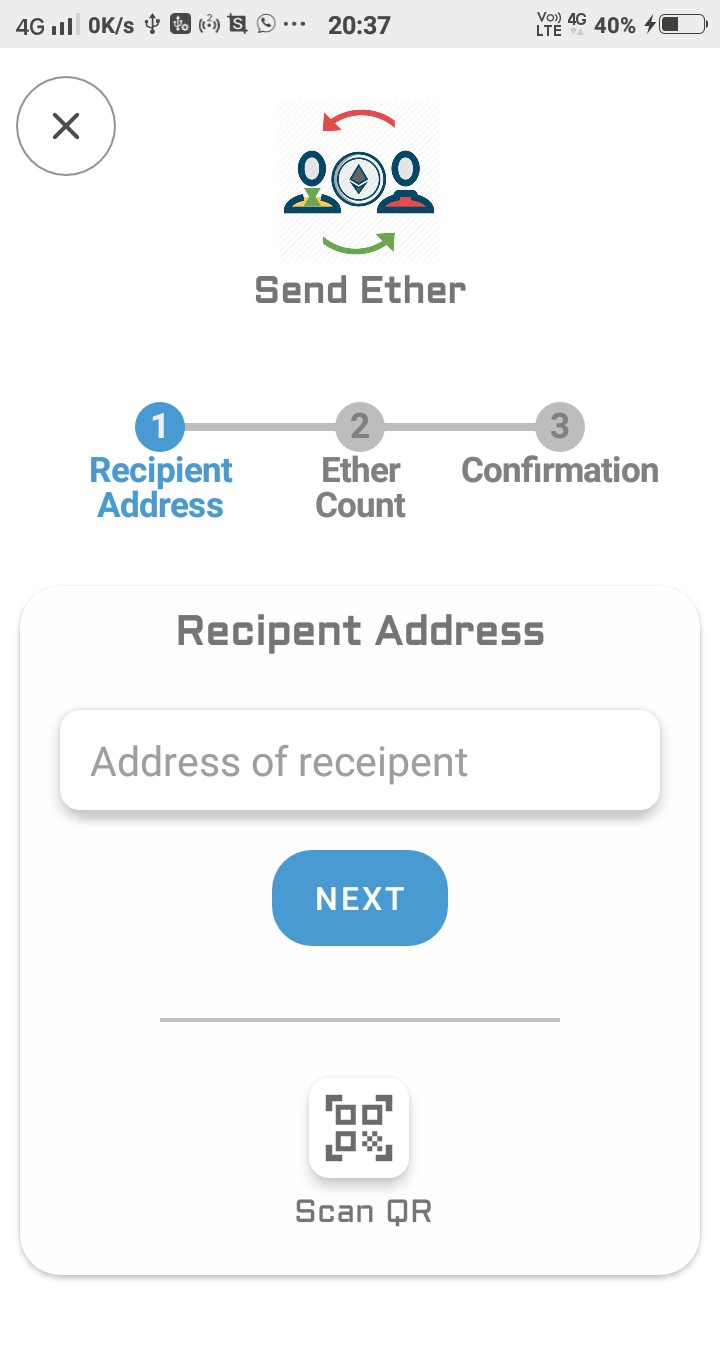 4G 0K/s 2 S ... 20:37 Vo)) LTE 4G 40%
Send Ether
1 2 3
Recipient Address
Ether Count
Confirmation
Recipent Address
Address of receipent
NEXT
Scan QR